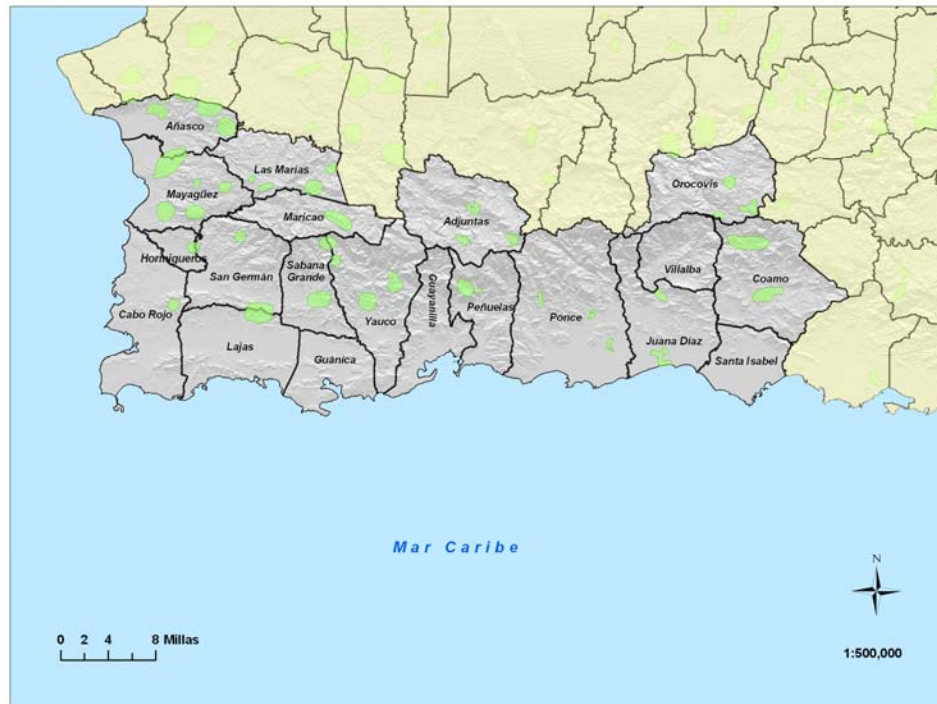 Añasco
Las Marías
Mayagüez
Maricao
Adjuntas
Orocovis
Hormigueros
San Germán
Sabana
Grande
Guayanilla
Villalba
Coamo
Cabo Rojo
Yauco
Peñuelas
Ponce
Lajas
Guánica
Juana Díaz
Santa Isabel
Mar Caribe
N
0 2 4 8 Millas
1:500,000